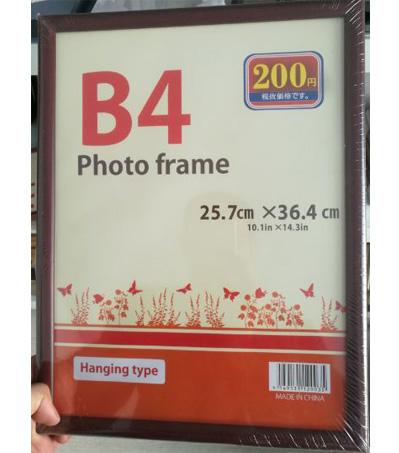 B4
Photo frame
200円
税抜価格です。
25.7cm ×36.4 cm
10.1in×14.3in
Hanging type
MADE IN CHINA